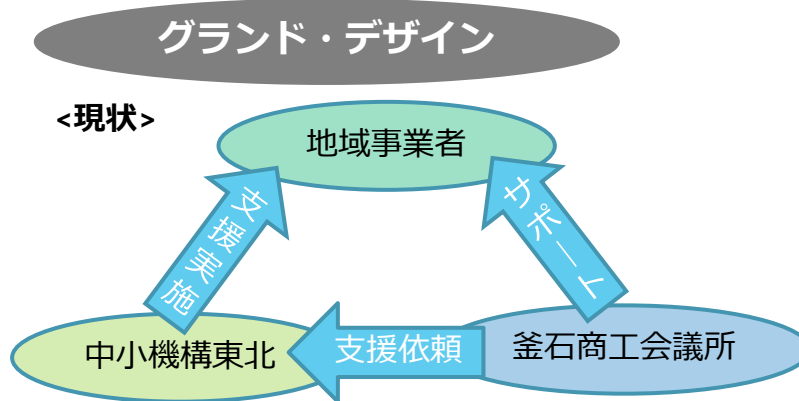 グランド・デザイン
<現状>
地域事業者
支援実施
サポート
中小機構東北
支援依頼
釜石商工会議所